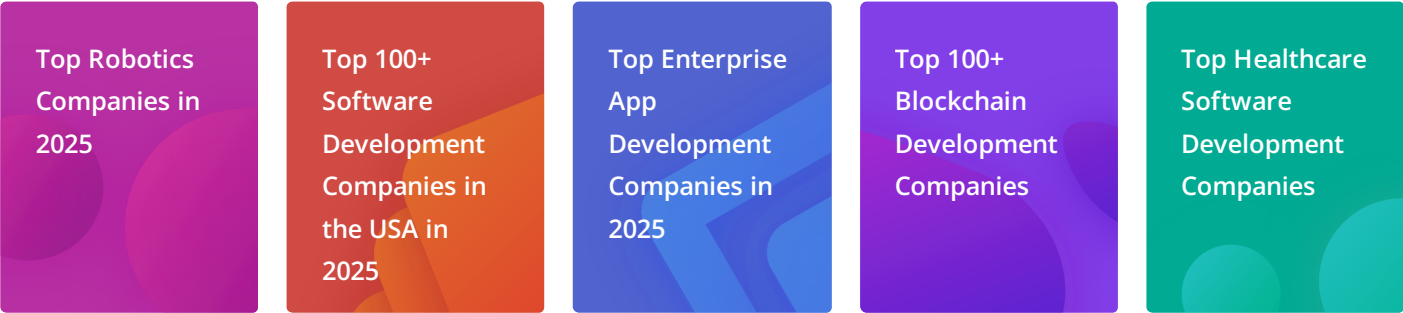 Top Robotics
Companies in
2025
Top 100+
Software
Development
Companies in
the USA in
2025
Top Enterprise
App
Development
Companies in
2025
Top 100+
Blockchain
Development
Companies
Top Healthcare
Software
Development
Companies